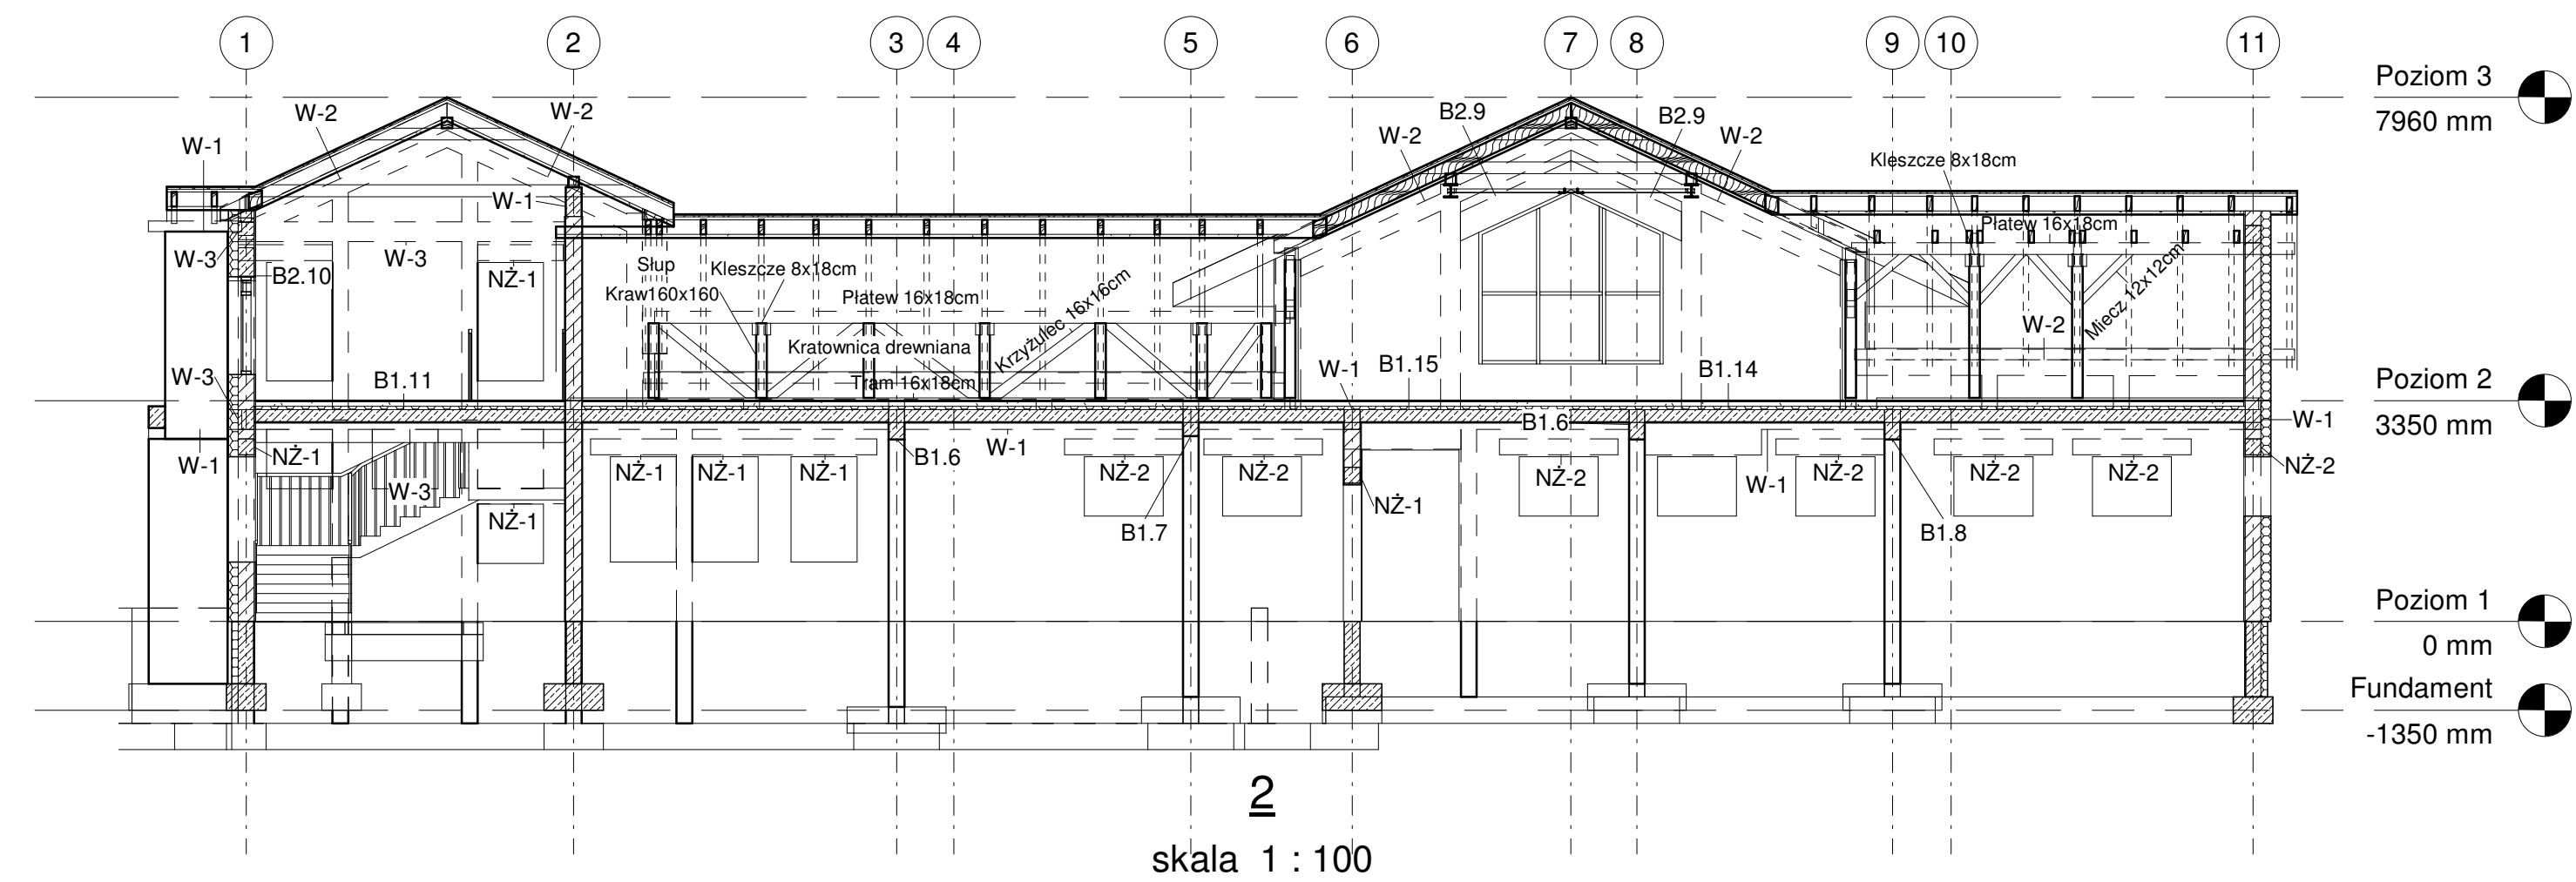 1 2 3 4 5 6 7 8 9 10 11
Poziom 3
7960 mm
W-2 W-2 B2.9 B2.9
W-1 W-2 W-2
Kleszcze 8x18cm
W-1
Płatew 16x18cm
W-3 W-3
B2.10 NŻ-1
Słup Kleszcze 8x18cm
Kraw160x160 Płatew 16x18cm
Krzyżulec 16x16cm
Miecz 12x12cm
W-2
Kratownica drewniana
W-3 B1.11 Tram 16x18cm
W-1 B1.15 B1.14
Poziom 2
3350 mm
B1.6 W-1
W-1 NŻ-1 W-1 B1.6
NŻ-1 NŻ-1 NŻ-1 NŻ-2 NŻ-2 NŻ-2 NŻ-2 NŻ-2 NŻ-2 NŻ-2
W-3 W-1
NŻ-1 NŻ-1
B1.7 B1.8
Poziom 1
0 mm
Fundament
-1350 mm
2
skala 1 : 100